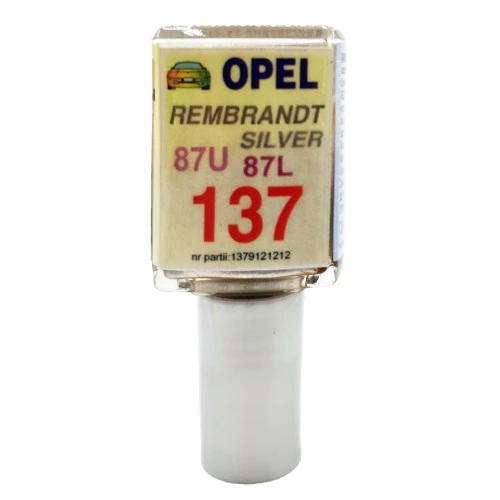 OPEL
REMBRANDT
SILVER
87U 87L
137
nr partii:1379121212